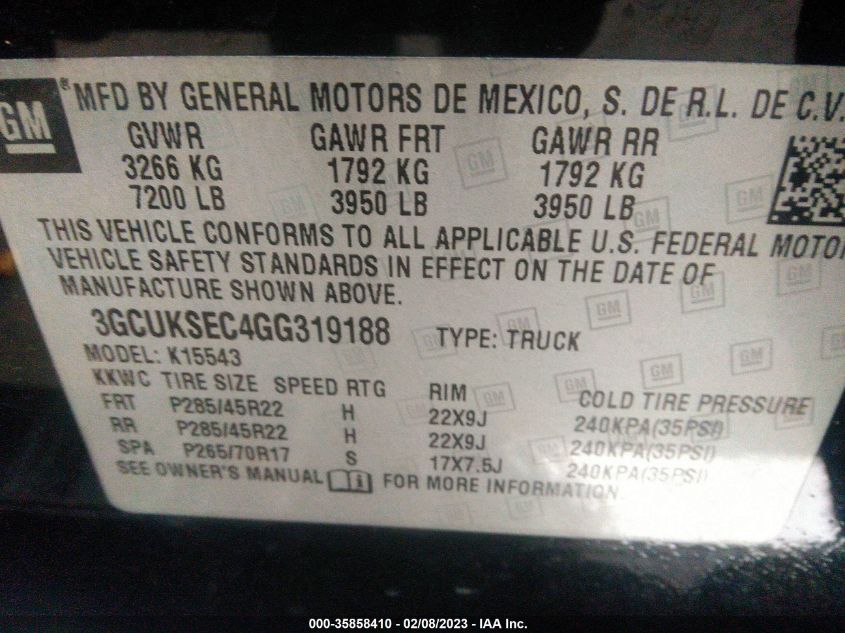 GM® MFD BY GENERAL MOTORS DE MEXICO, S. DE R.L. DE C.V.
GVWR GAWR FRT GAWR RR
3266 KG 1792 KG 1792 KG
7200 LB 3950 LB 3950 LB
THIS VEHICLE CONFORMS TO ALL APPLICABLE U.S. FEDERAL MOTOR
VEHICLE SAFETY STANDARDS IN EFFECT ON THE DATE OF
MANUFACTURE SHOWN ABOVE.
3GCUKSEC4GG319188 TYPE: TRUCK
MODEL: K15543
KKWC TIRE SIZE SPEED RTG RIM COLD TIRE PRESSURE
FRT P285/45R22 H 22X9J 240KPA(35PSI)
RR P285/45R22 H 22X9J 240KPA(35PSI)
SPA P265/70R17 S 17X7.5J 240KPA(35PSI)
SEE OWNER'S MANUAL FOR MORE INFORMATION
000-35858410 - 02/08/2023 - IAA Inc.